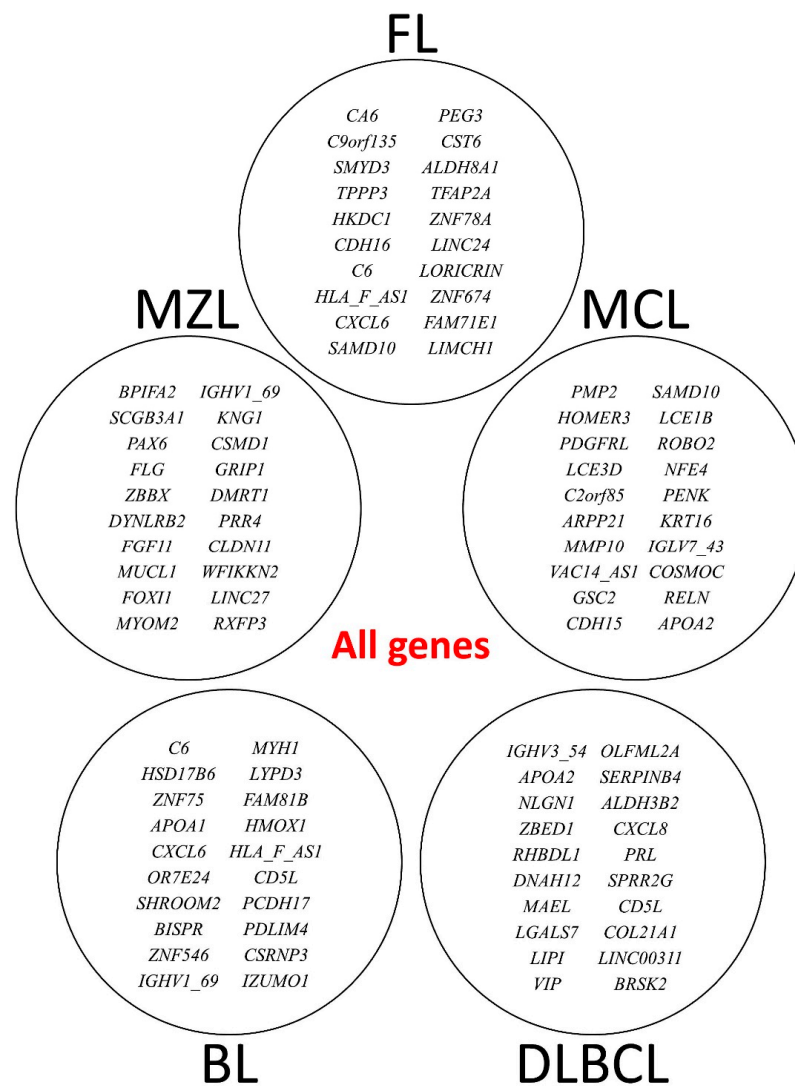 FL
CA6 PEG3
C9orf135 CST6
SMYD3 ALDH8A1
TPPP3 TFAP2A
HKDC1 ZNF78A
CDH16 LINC24
C6 LORICRIN
HLA_F_AS1 ZNF674
CXCL6 FAM71E1
SAMD10 LIMCH1
MZL
BPIFA2 IGHV1_69
SCGB3A1 KNG1
PAX6 CSMD1
FLG GRIP1
ZBBX DMRT1
DYNLRB2 PRR4
FGF11 CLDN11
MUCL1 WFIKKN2
FOXI1 LINC27
MYOM2 RXFP3
MCL
PMP2 SAMD10
HOMER3 LCE1B
PDGFRL ROBO2
LCE3D NFE4
C2orf85 PENK
ARPP21 KRT16
MMP10 IGLV7_43
VAC14_AS1 COSMOC
GSC2 RELN
CDH15 APOA2
All genes
C6 MYH1
HSD17B6 LYPD3
ZNF75 FAM81B
APOA1 HMOX1
CXCL6 HLA_F_AS1
OR7E24 CD5L
SHROOM2 PCDH17
BISPR PDLIM4
ZNF546 CSRNP3
IGHV1_69 IZUMO1
BL
IGHV3_54 OLFML2A
APOA2 SERPINB4
NLGN1 ALDH3B2
ZBED1 CXCL8
RHBDL1 PRL
DNAH12 SPRR2G
MAEL CD5L
LGALS7 COL21A1
LIPI LINC00311
VIP BRSK2
DLBCL